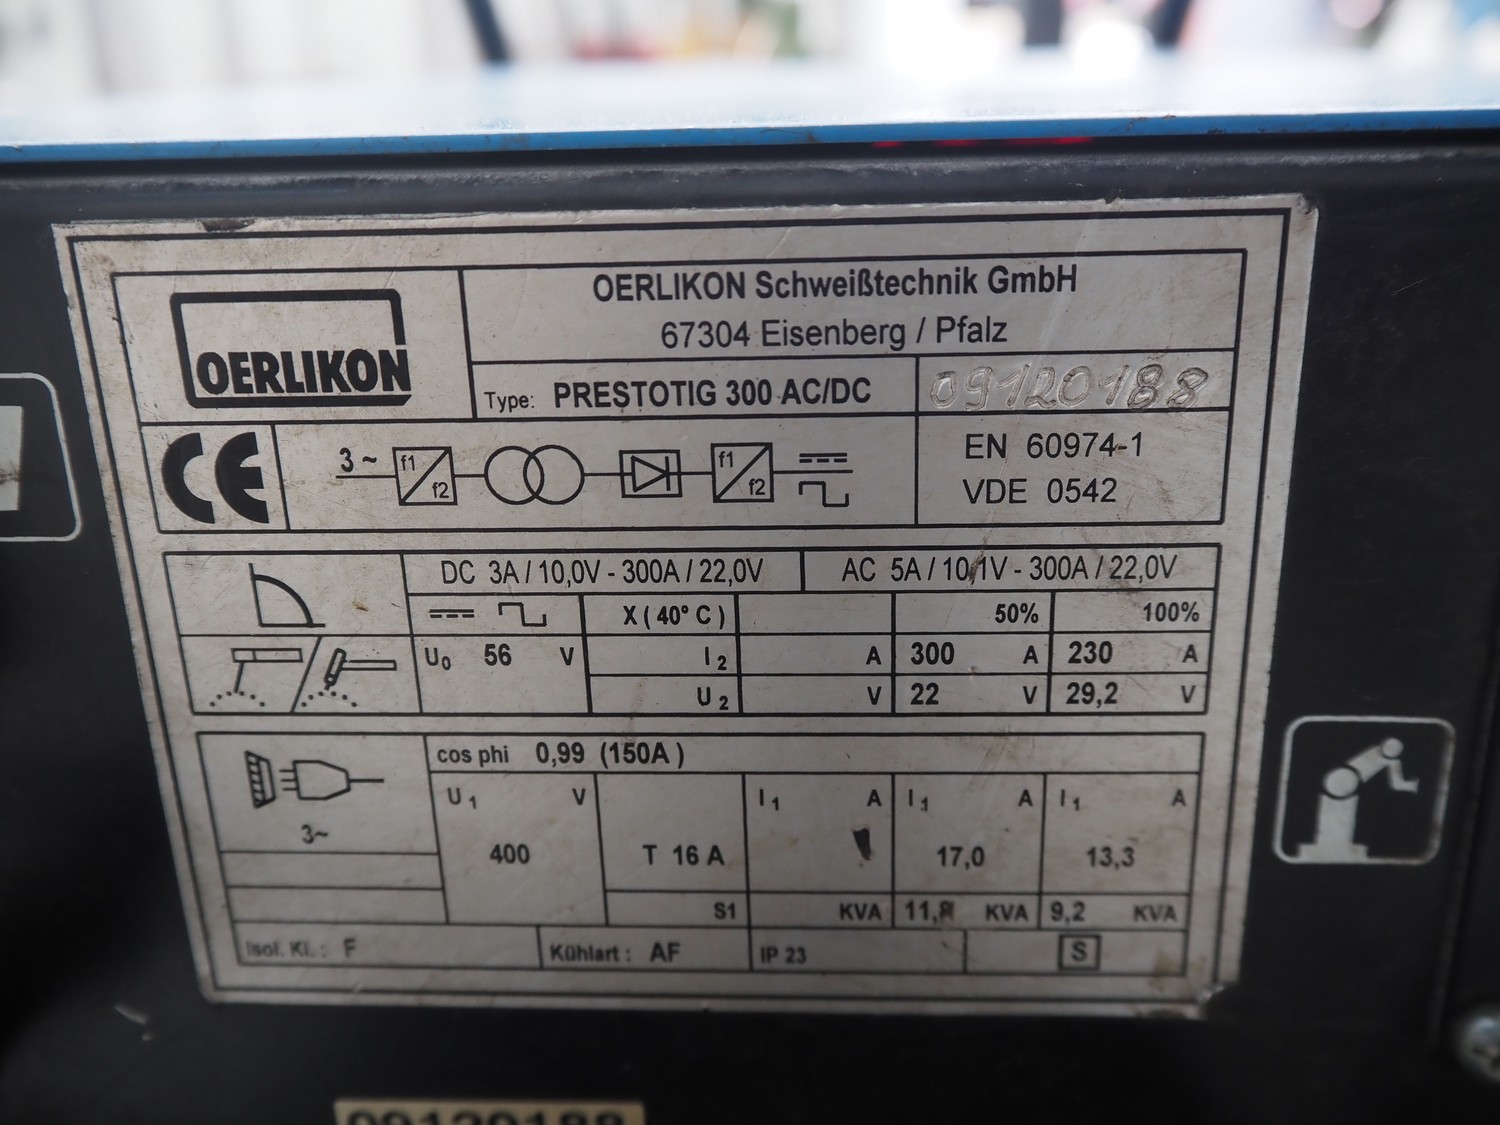 OERLIKON
OERLIKON Schweißtechnik GmbH
67304 Eisenberg / Pfalz
Type: PRESTOTIG 300 AC/DC
09120188
CE
3 ~ f1 f2 f1 f2
EN 60974-1
VDE 0542
DC 3A / 10,0V - 300A / 22,0V
AC 5A / 10,1V - 300A / 22,0V
X ( 40° C ) 50% 100%
U0 56 V I2 A 300 A 230 A
U2 V 22 V 29,2 V
cos phi 0,99 (150A )
U1 V I1 A I1 A I1 A
3~
400 T 16 A 17,0 13,3
S1 KVA 11,8 KVA 9,2 KVA
Isol. Kl. : F Kühlart : AF IP 23 S